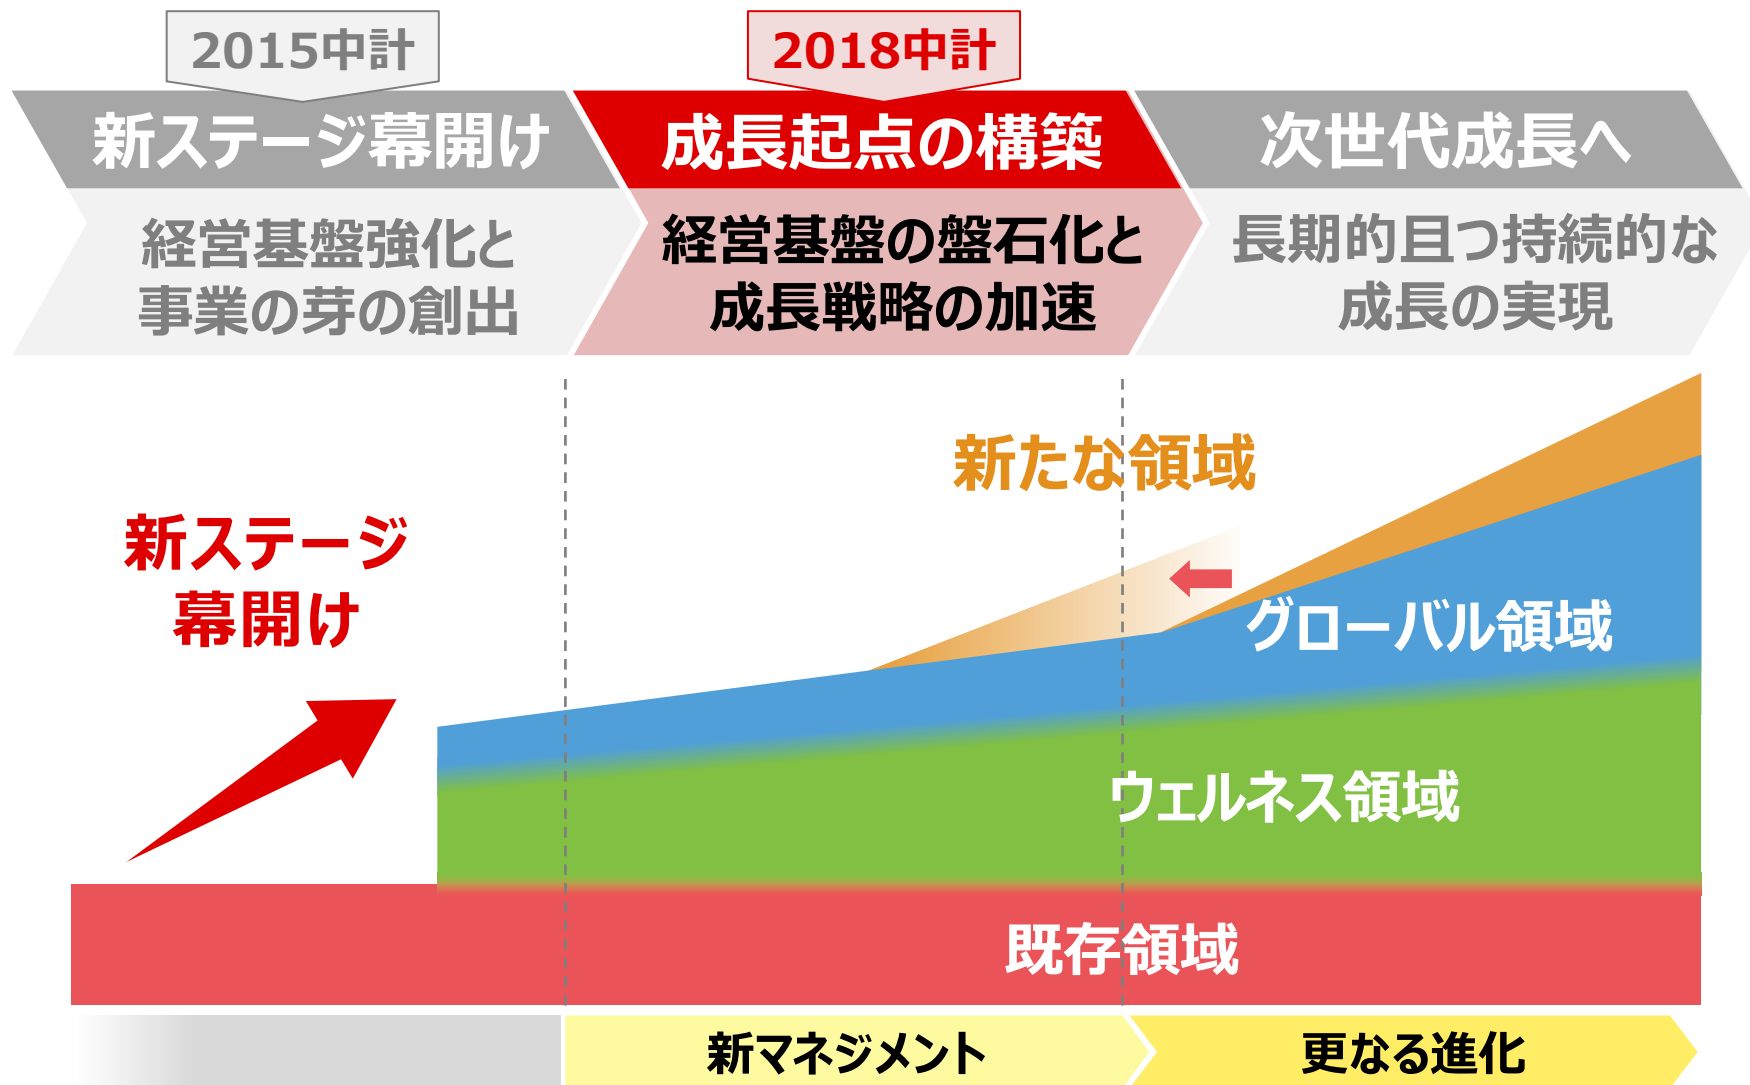 2015中計
2018中計
新ステージ幕開け
成長起点の構築
次世代成長へ
経営基盤強化と
事業の芽の創出
経営基盤の盤石化と
成長戦略の加速
長期的且つ持続的な
成長の実現
新たな領域
新ステージ
幕開け
グローバル領域
ウェルネス領域
既存領域
新マネジメント
更なる進化